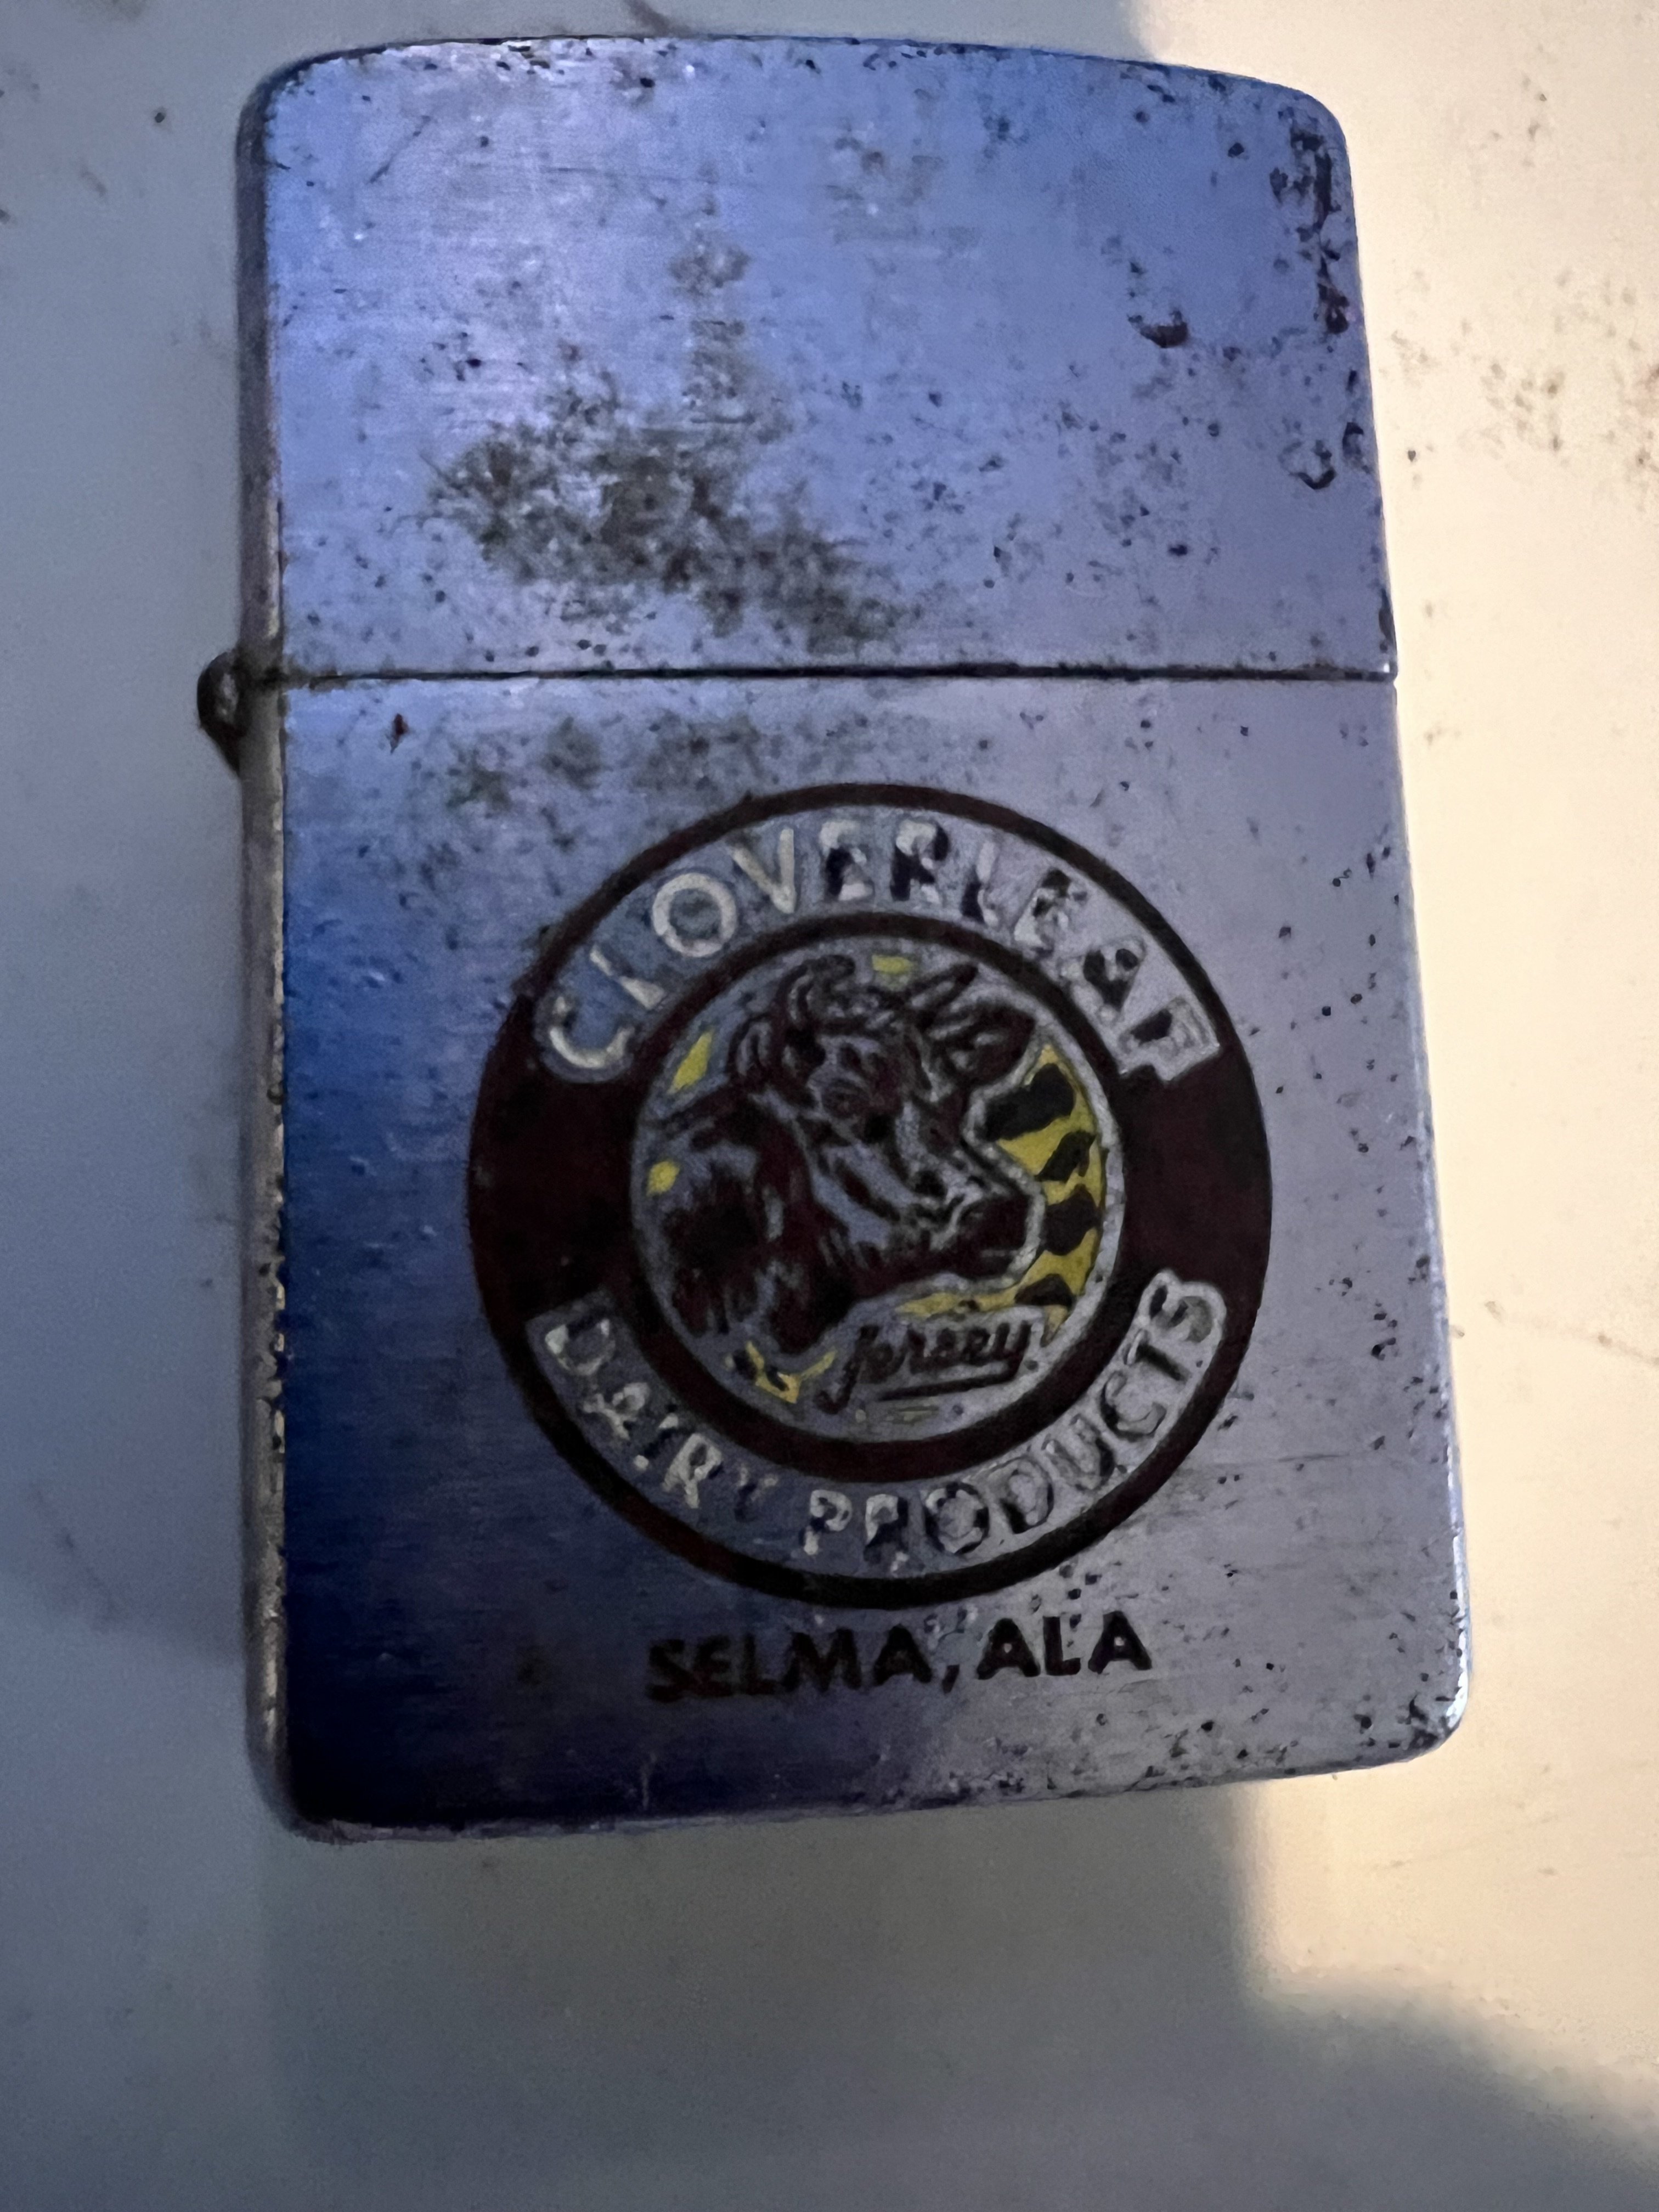 CLOVERLEAF
Jersey
DAIRY PRODUCTS
SELMA, ALA